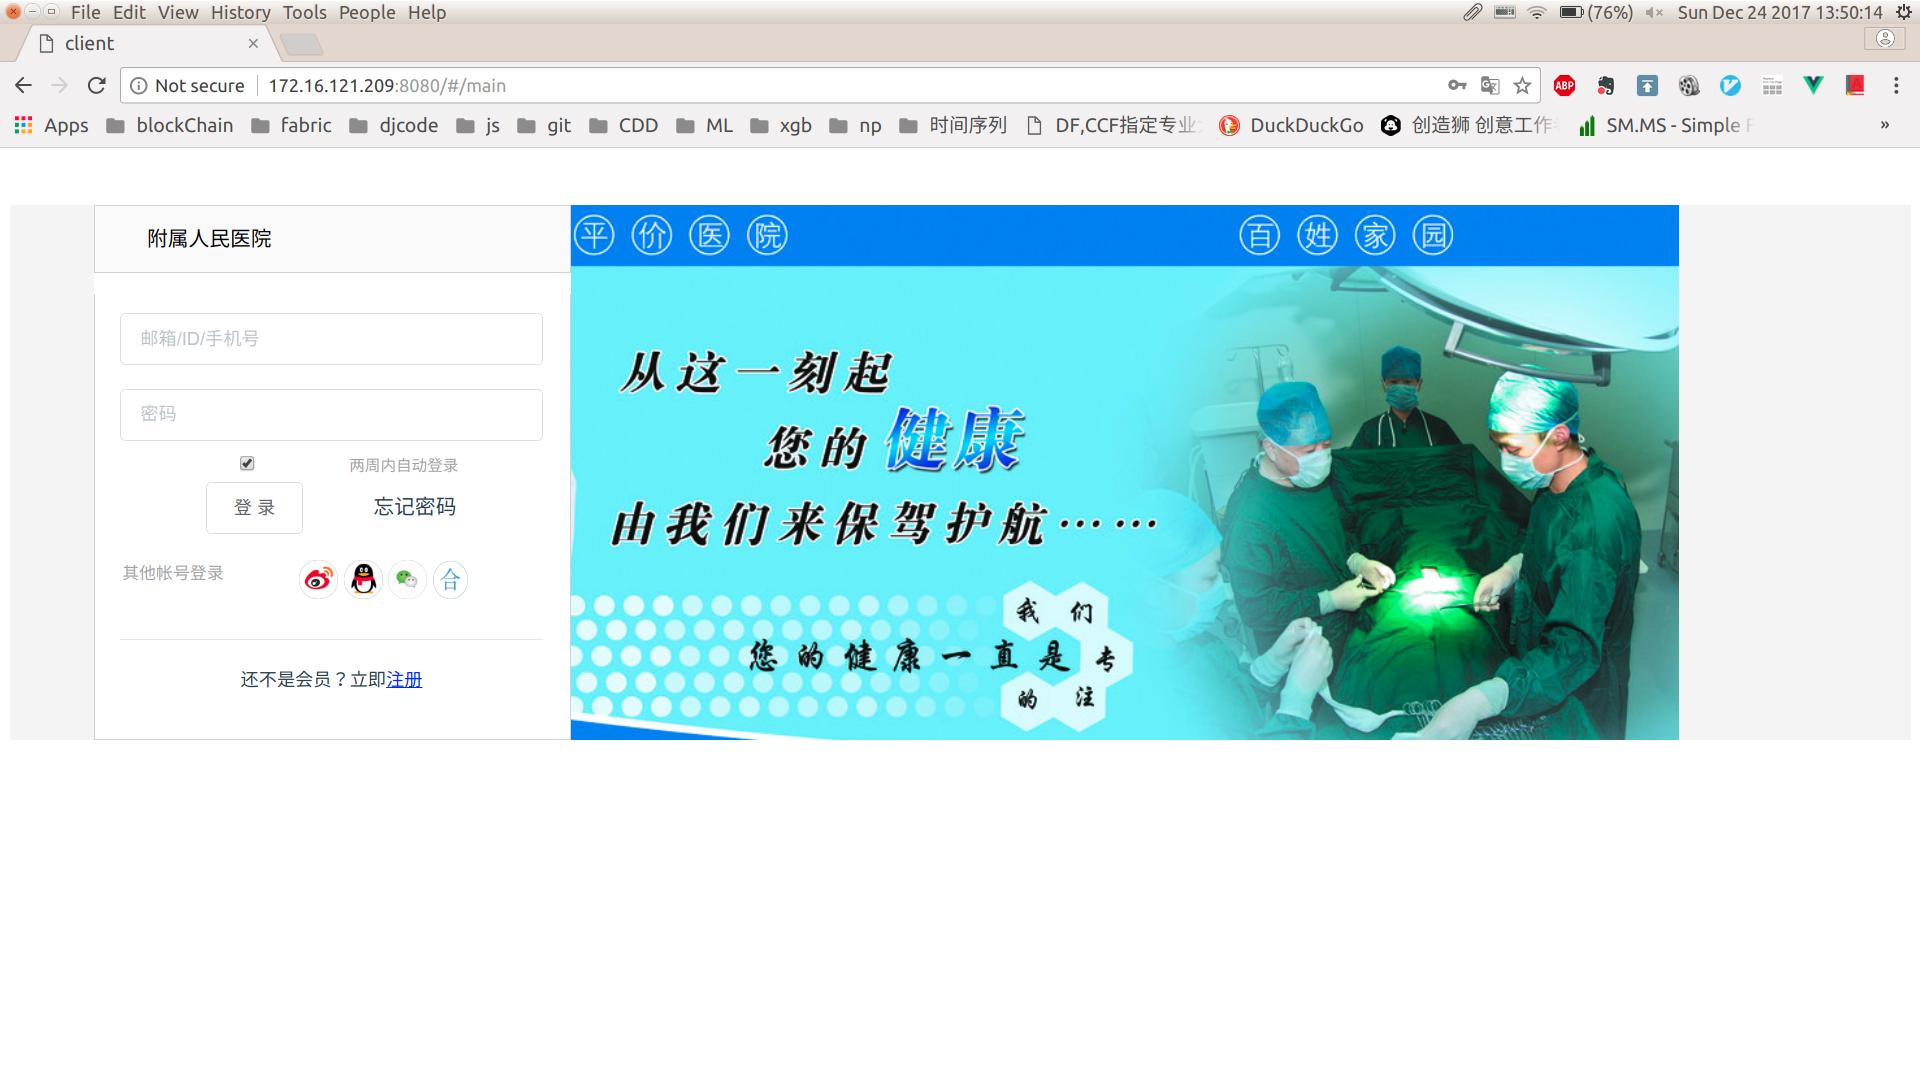 File Edit View History Tools People Help
(76%) Sun Dec 24 2017 13:50:14
client
Not secure 172.16.121.209:8080/#/main
ABP
Apps blockChain fabric djcode js git CDD ML xgb np 时间序列 DF,CCF指定专业 DuckDuckGo 创造狮 创意工作 SM.MS - Simple
附属人民医院
平价医院 百姓家园
邮箱/ID/手机号
密码
两周内自动登录
登 录 忘记密码
其他帐号登录
合
还不是会员？立即注册
从这一刻起
您的健康
由我们来保驾护航……
我们
您的健康一直是专
的注